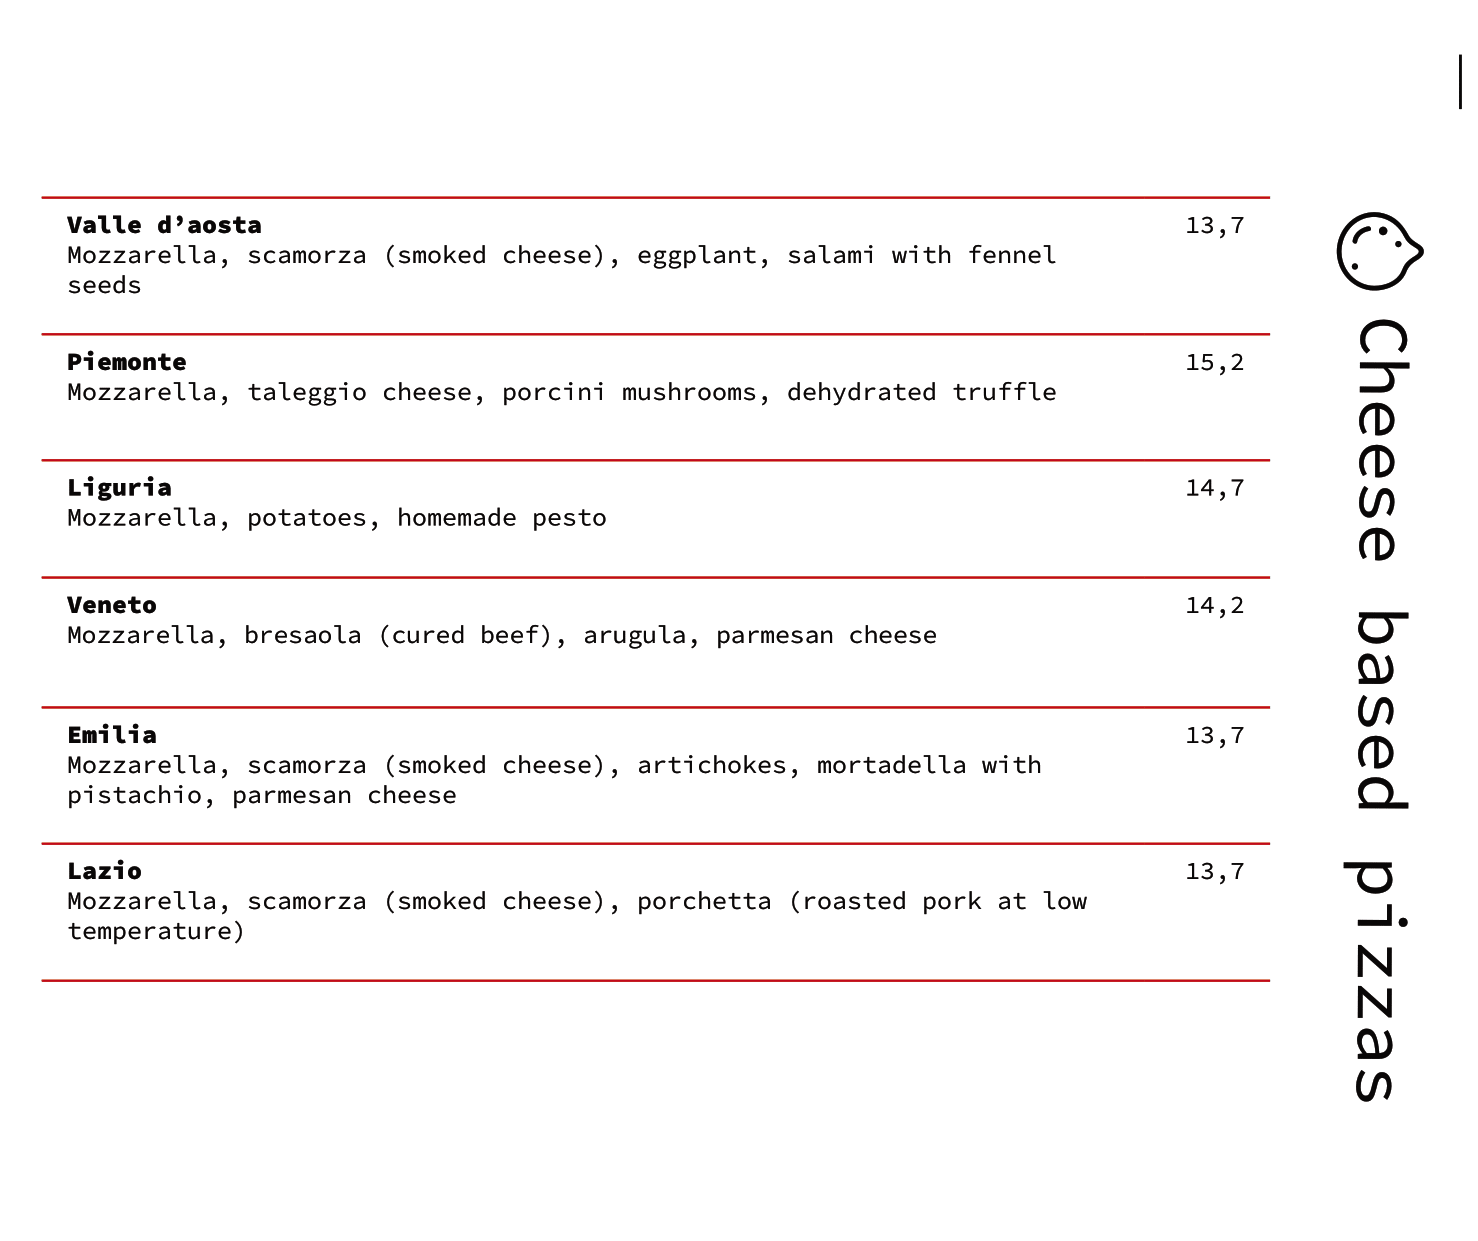 Cheese based pizzas
Valle d’aosta 13,7
Mozzarella, scamorza (smoked cheese), eggplant, salami with fennel
seeds
Piemonte 15,2
Mozzarella, taleggio cheese, porcini mushrooms, dehydrated truffle
Liguria 14,7
Mozzarella, potatoes, homemade pesto
Veneto 14,2
Mozzarella, bresaola (cured beef), arugula, parmesan cheese
Emilia 13,7
Mozzarella, scamorza (smoked cheese), artichokes, mortadella with
pistachio, parmesan cheese
Lazio 13,7
Mozzarella, scamorza (smoked cheese), porchetta (roasted pork at low
temperature)